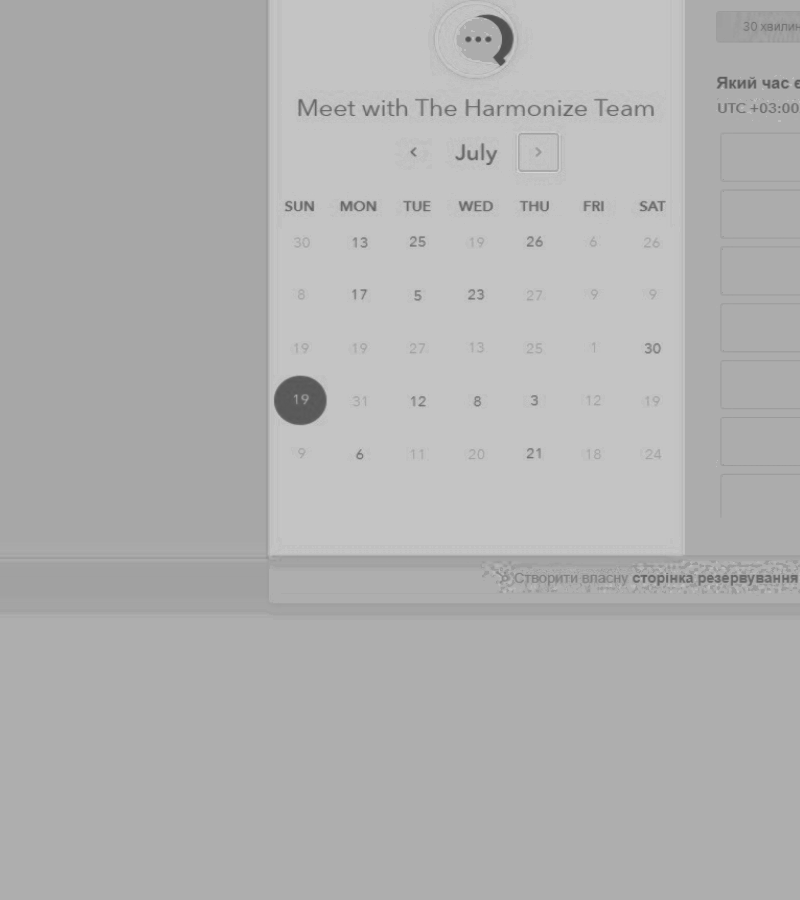 Meet with The Harmonize Team
July
SUN MON TUE WED THU FRI SAT
30 13 25 19 26 6 26
8 17 5 23 27 9 9
19 19 27 13 25 1 30
19 31 12 8 3 12 19
9 6 11 20 21 18 24
30 хвилин
Який час є
UTC +03:00
Створити власну сторінка резервування